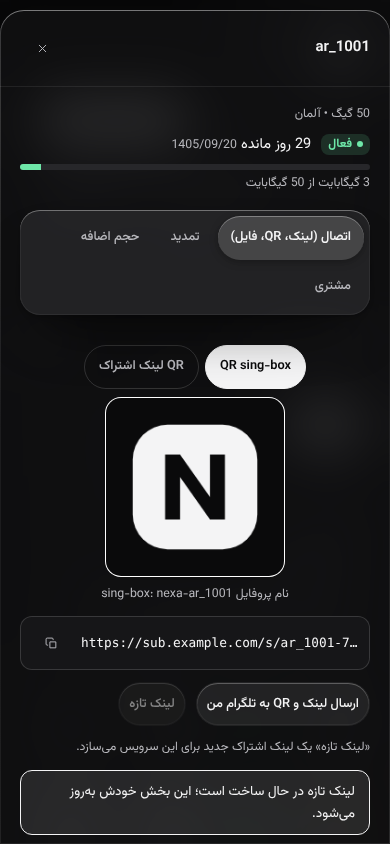 ar_1001
50 گیگ • آلمان
فعال 29 روز مانده 1405/09/20
3 گیگابایت از 50 گیگابایت
اتصال (لینک، QR، فایل) تمدید حجم اضافه
مشتری
QR sing-box QR لینک اشتراک
N
نام پروفایل sing-box: nexa-ar_1001
https://sub.example.com/s/ar_1001-7…
ارسال لینک و QR به تلگرام من لینک تازه
«لینک تازه» یک لینک اشتراک جدید برای این سرویس می‌سازد.
لینک تازه در حال ساخت است؛ این بخش خودش به‌روز
می‌شود.